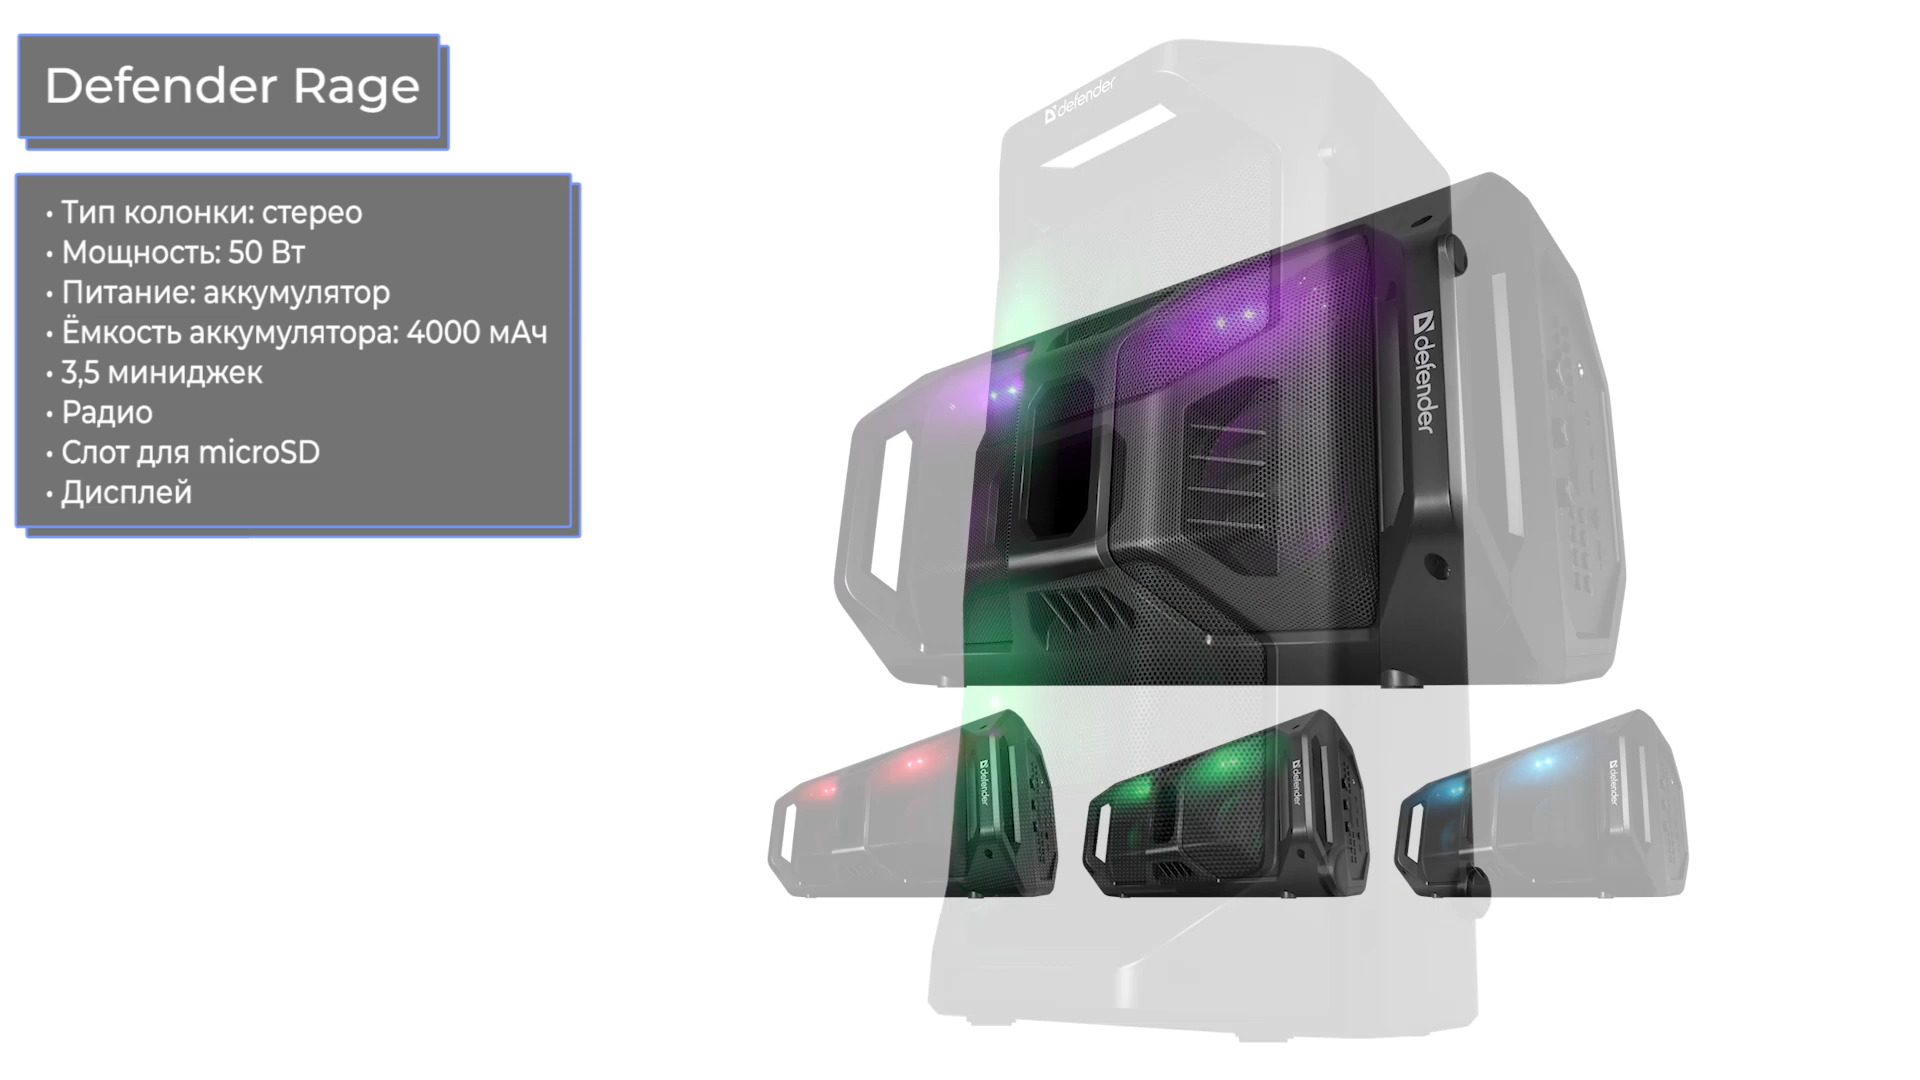 Defender Rage
• Тип колонки: стерео
• Мощность: 50 Вт
• Питание: аккумулятор
• Ёмкость аккумулятора: 4000 мАч
• 3,5 миниджек
• Радио
• Слот для microSD
• Дисплей
defender
defender
defender
defender
defender